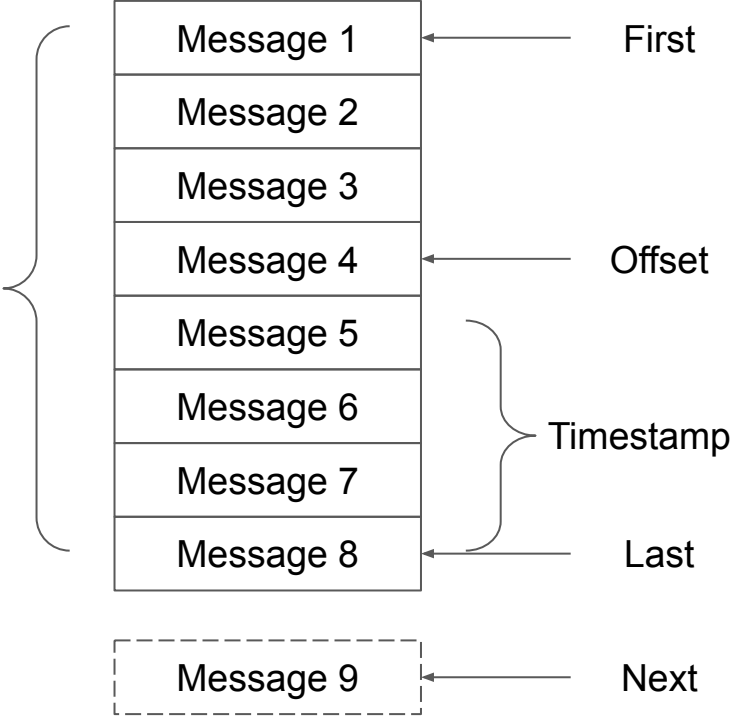 Message 1 First
Message 2
Message 3
Message 4 Offset
Message 5
Message 6
Timestamp
Message 7
Message 8 Last
Message 9 Next